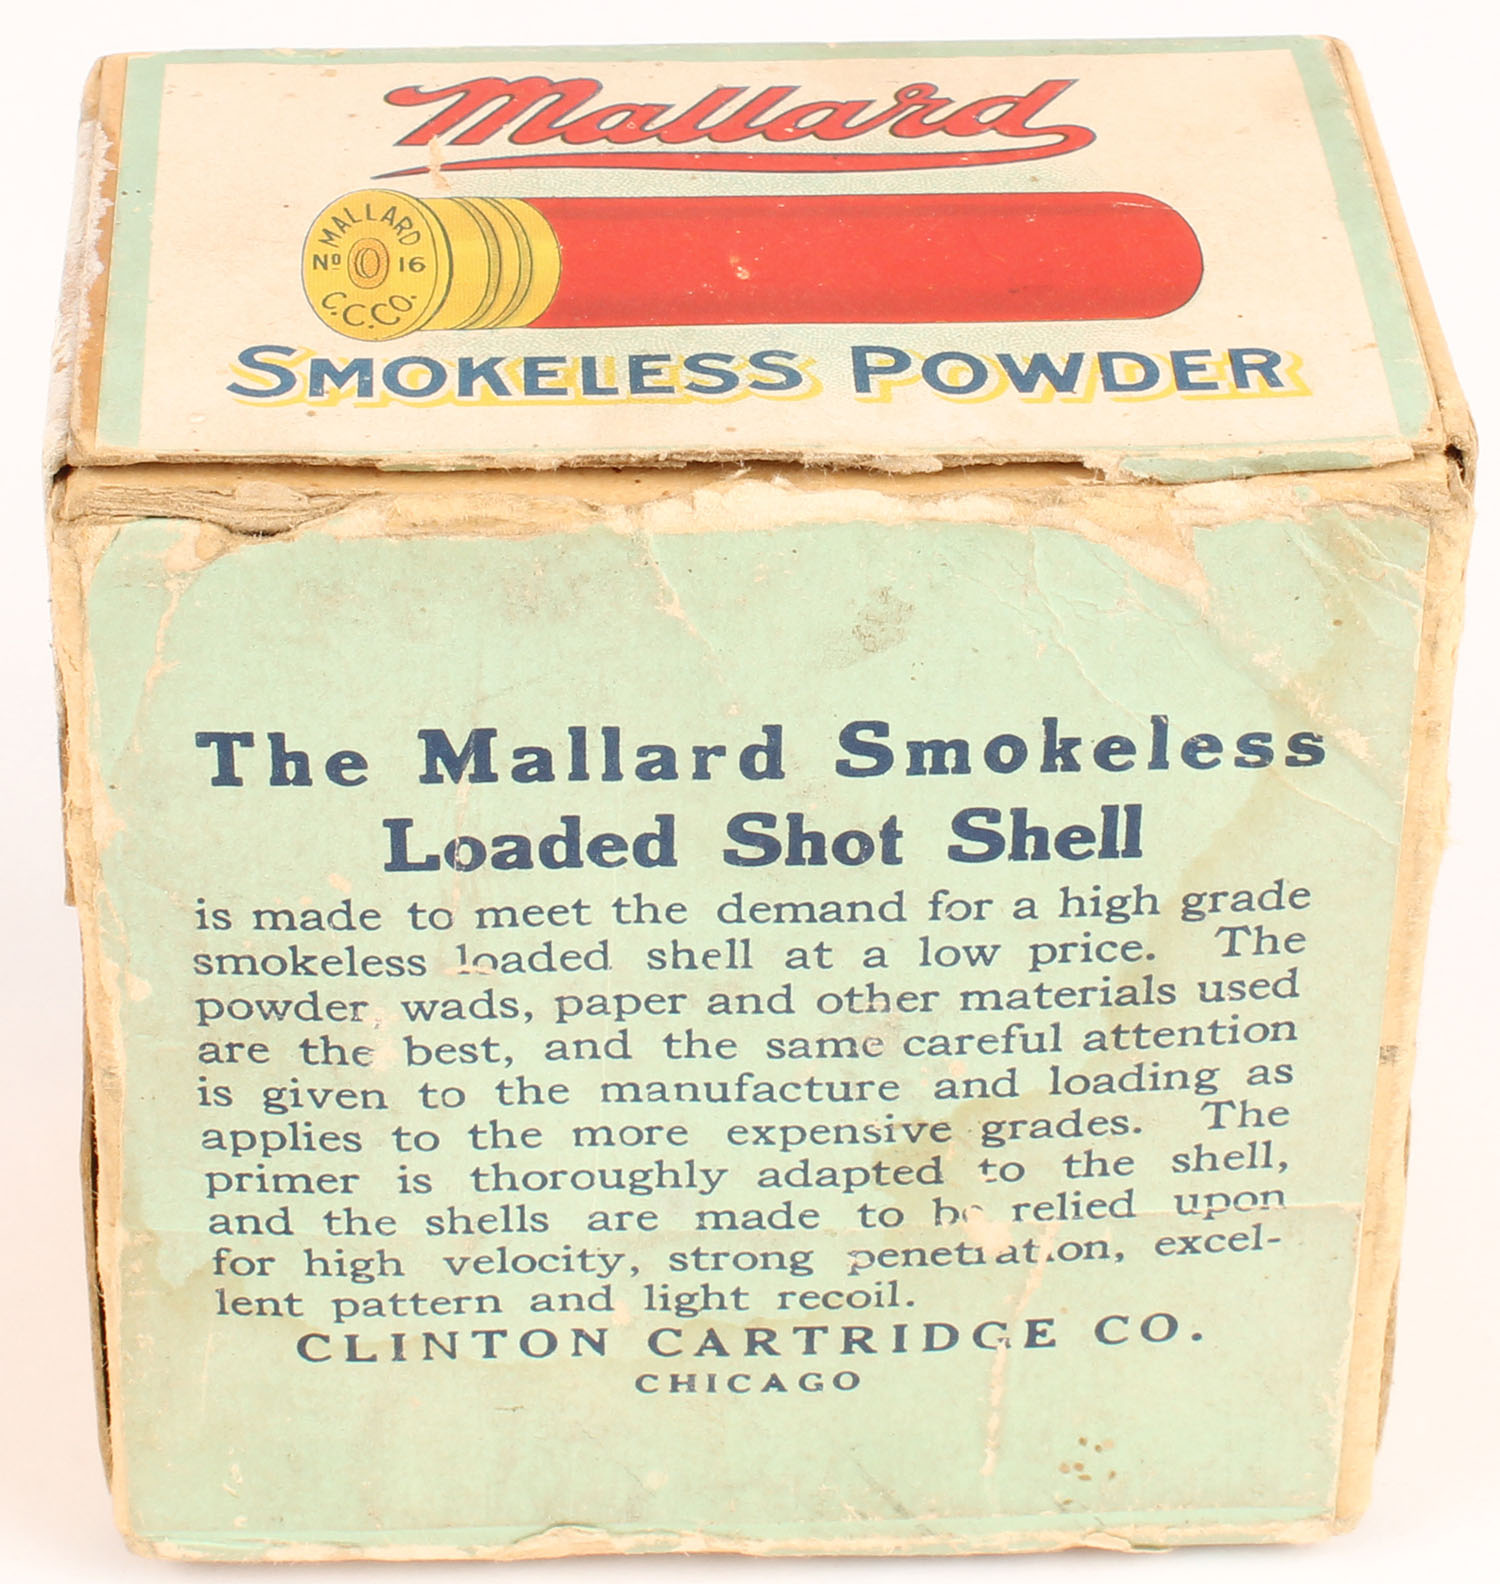 Mallard
MALLARD
No 16
C.C.CO.
SMOKELESS POWDER
The Mallard Smokeless
Loaded Shot Shell
is made to meet the demand for a high grade
smokeless loaded shell at a low price. The
powder, wads, paper and other materials used
are the best, and the same careful attention
is given to the manufacture and loading as
applies to the more expensive grades. The
primer is thoroughly adapted to the shell,
and the shells are made to be relied upon
for high velocity, strong penetration, excel-
lent pattern and light recoil.
CLINTON CARTRIDGE CO.
CHICAGO